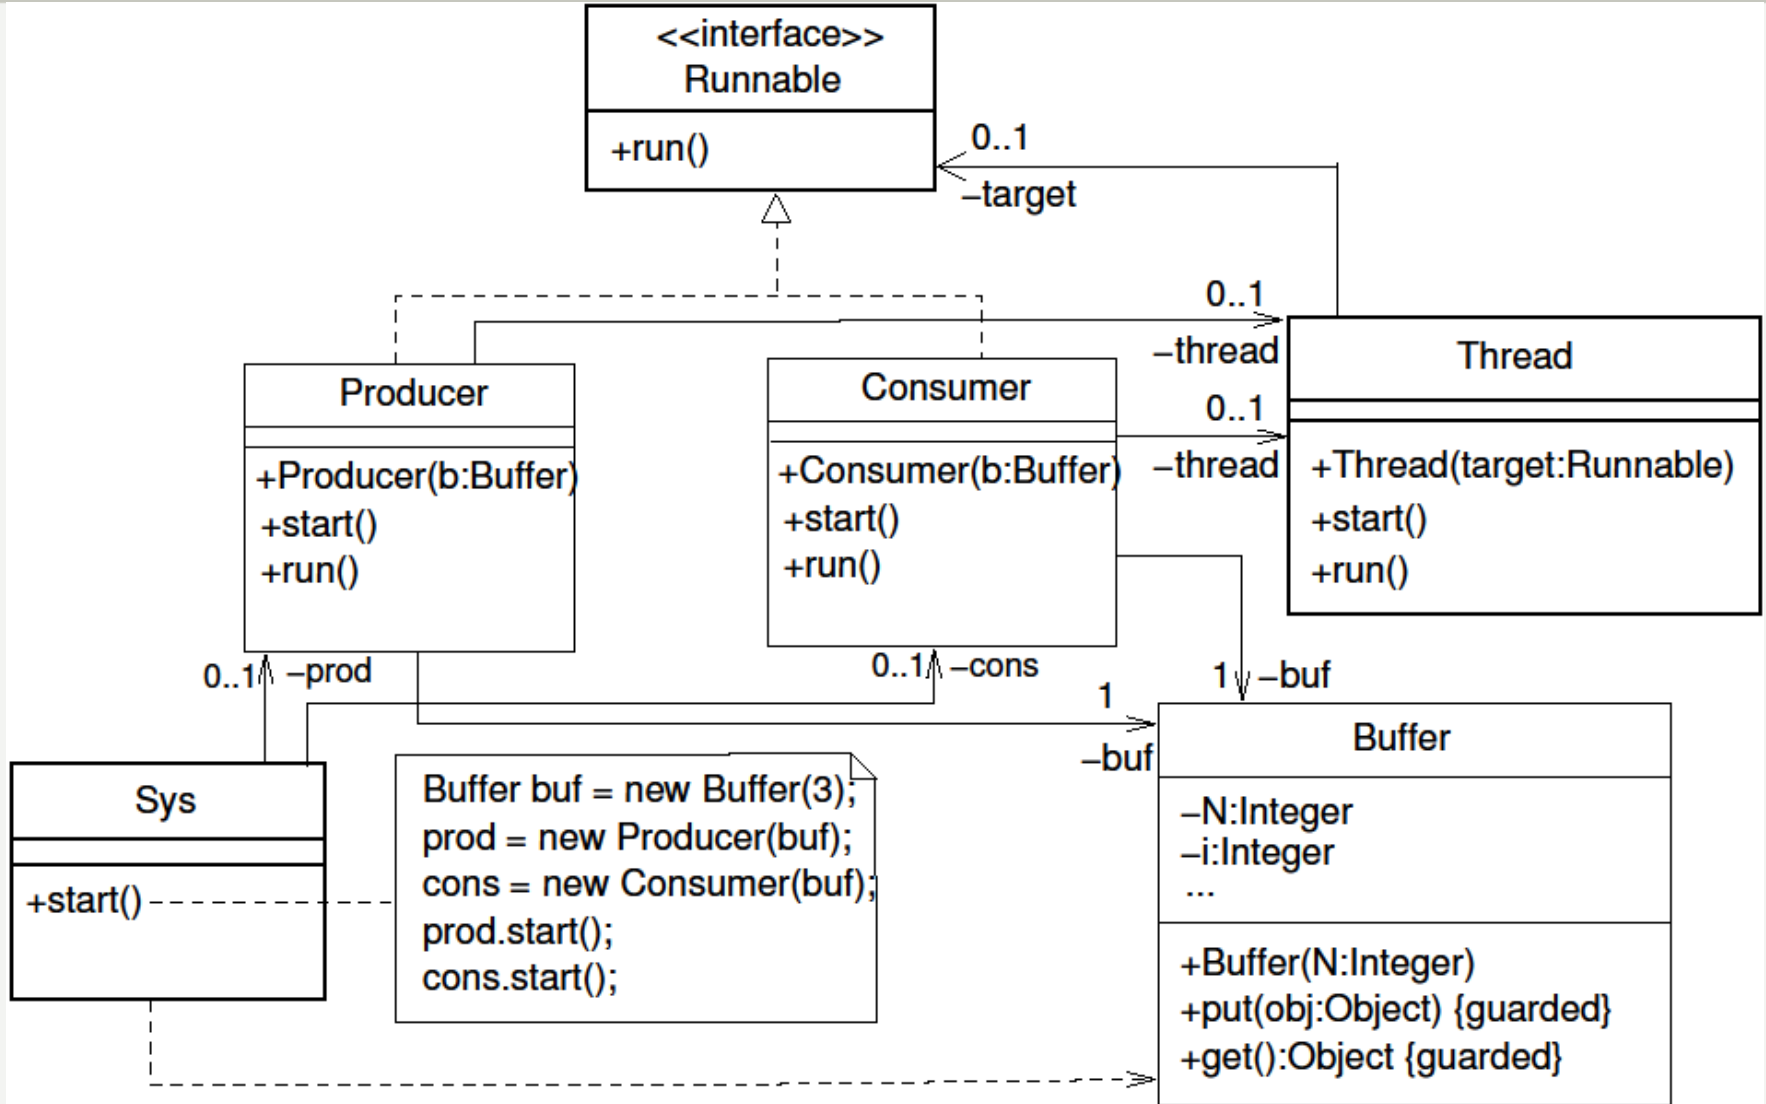 <<interface>>
Runnable
+run()
0..1
–target
0..1
–thread
Thread
+Thread(target:Runnable)
+start()
+run()
Producer
+Producer(b:Buffer)
+start()
+run()
Consumer
+Consumer(b:Buffer)
+start()
+run()
0..1
–thread
0..1
–prod
0..1
–cons
1
–buf
1
–buf
Buffer
–N:Integer
–i:Integer
...
+Buffer(N:Integer)
+put(obj:Object) {guarded}
+get():Object {guarded}
Sys
+start()
Buffer buf = new Buffer(3);
prod = new Producer(buf);
cons = new Consumer(buf);
prod.start();
cons.start();